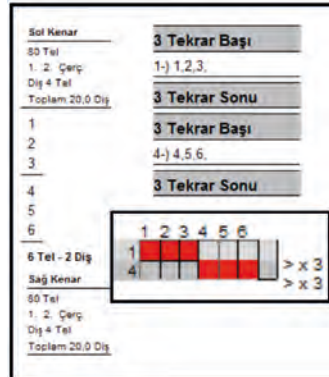 Sol Kenar
80 Tel
1. 2. Çerç
Diş 4 Tel
Toplam 20,0 Diş
1
2
3
4
5
6
6 Tel - 2 Diş
Sağ Kenar
80 Tel
1. 2. Çerç
Diş 4 Tel
Toplam 20,0 Diş
3 Tekrar Başı
1-) 1,2,3,
3 Tekrar Sonu
3 Tekrar Başı
4-) 4,5,6,
3 Tekrar Sonu
1 2 3 4 5 6
1 > x 3
4 > x 3